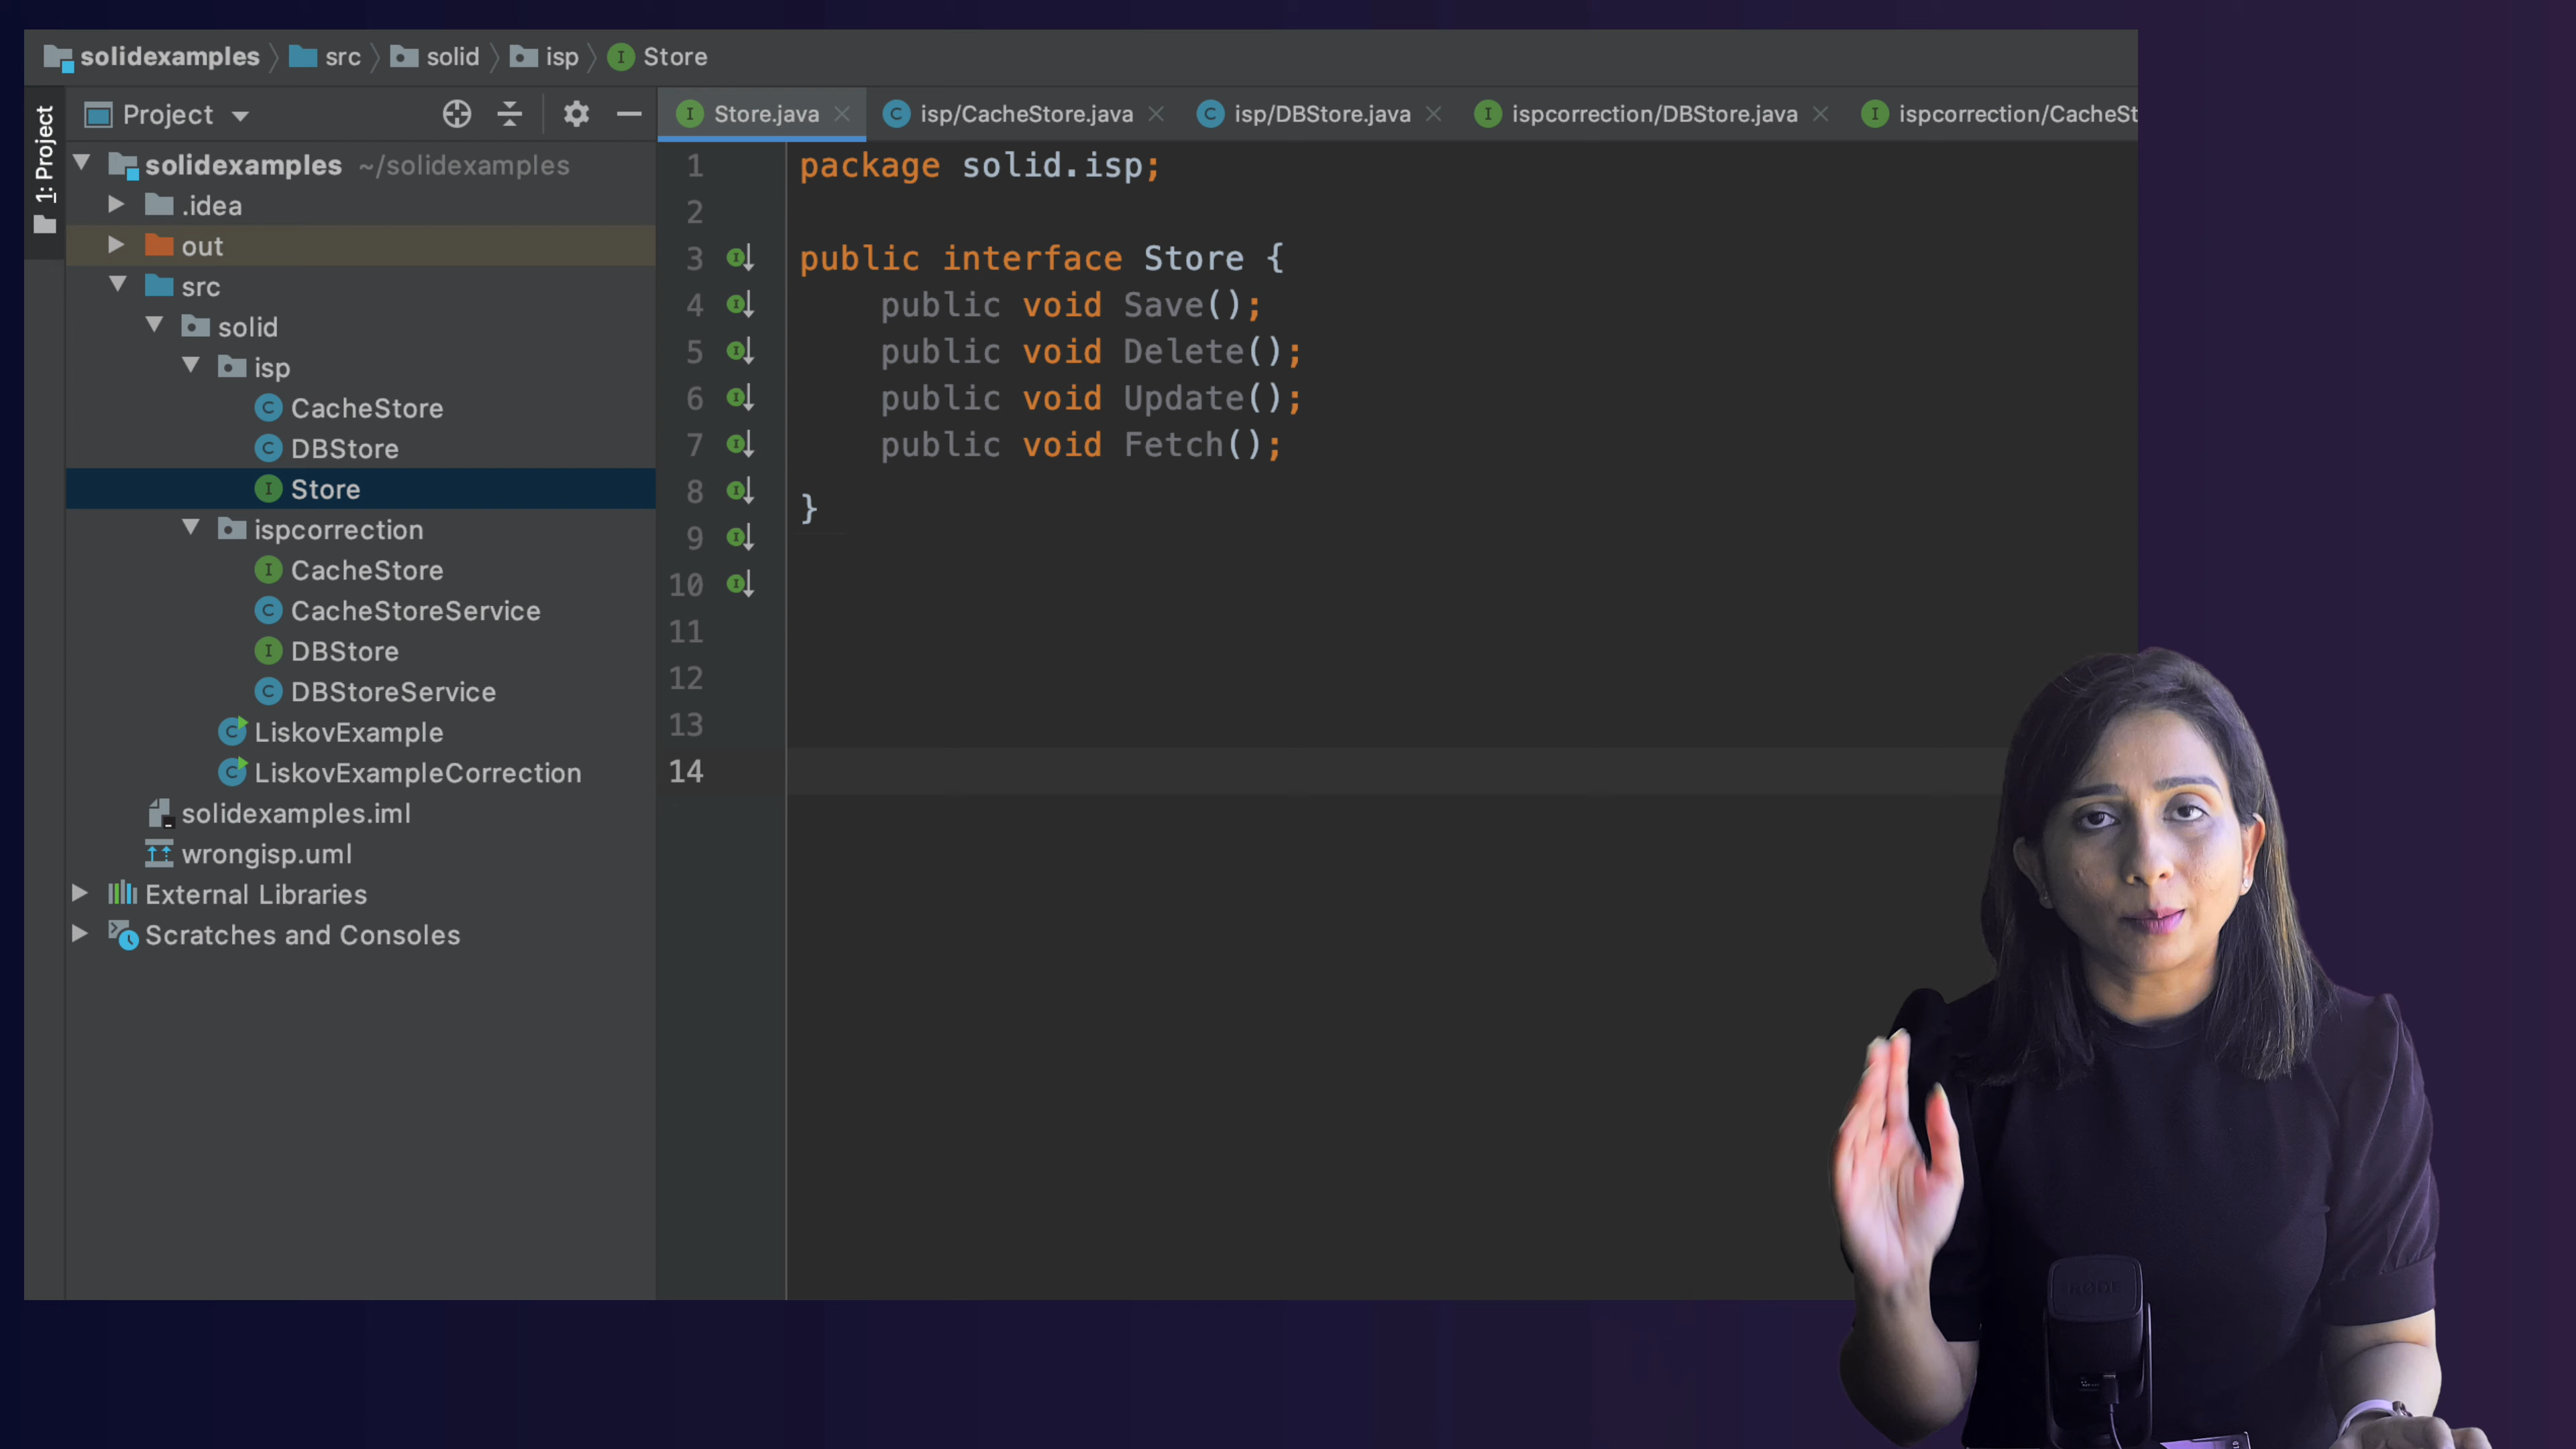 solidexamples src solid isp Store
1: Project
Project
Store.java isp/CacheStore.java isp/DBStore.java ispcorrection/DBStore.java ispcorrection/CacheSt
solidexamples ~/solidexamples
.idea
out
src
solid
isp
CacheStore
DBStore
Store
ispcorrection
CacheStore
CacheStoreService
DBStore
DBStoreService
LiskovExample
LiskovExampleCorrection
solidexamples.iml
wrongisp.uml
External Libraries
Scratches and Consoles
1 package solid.isp;
2
3 public interface Store {
4 public void Save();
5 public void Delete();
6 public void Update();
7 public void Fetch();
8 }
9
10
11
12
13
14
RØDE